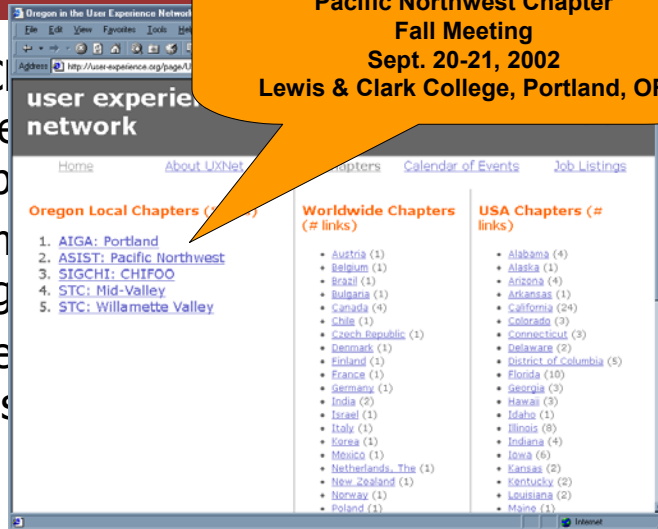 Pacific Northwest Chapter
Fall Meeting
Sept. 20-21, 2002
Lewis & Clark College, Portland, OR
Oregon in the User Experience Network
File Edit View Favorites Tools
Address http://user-experience.org/page/U
user experie
network
Home About UXNet Chapters Calendar of Events Job Listings
Oregon Local Chapters (
1. AIGA: Portland
2. ASIST: Pacific Northwest
3. SIGCHI: CHIFOO
4. STC: Mid-Valley
5. STC: Willamette Valley
Worldwide Chapters
(# links)
• Austria (1)
• Belgium (1)
• Brazil (1)
• Bulgaria (1)
• Canada (4)
• Chile (1)
• Czech Republic (1)
• Denmark (1)
• Finland (1)
• France (1)
• Germany (1)
• India (2)
• Israel (1)
• Italy (1)
• Korea (1)
• Mexico (1)
• Netherlands, The (1)
• New Zealand (1)
• Norway (1)
• Poland (1)
USA Chapters (#
links)
• Alabama (4)
• Alaska (1)
• Arizona (4)
• Arkansas (1)
• California (24)
• Colorado (3)
• Connecticut (3)
• Delaware (2)
• District of Columbia (5)
• Florida (10)
• Georgia (3)
• Hawaii (3)
• Idaho (1)
• Illinois (8)
• Indiana (4)
• Iowa (6)
• Kansas (2)
• Kentucky (2)
• Louisiana (2)
• Maine (1)
Internet